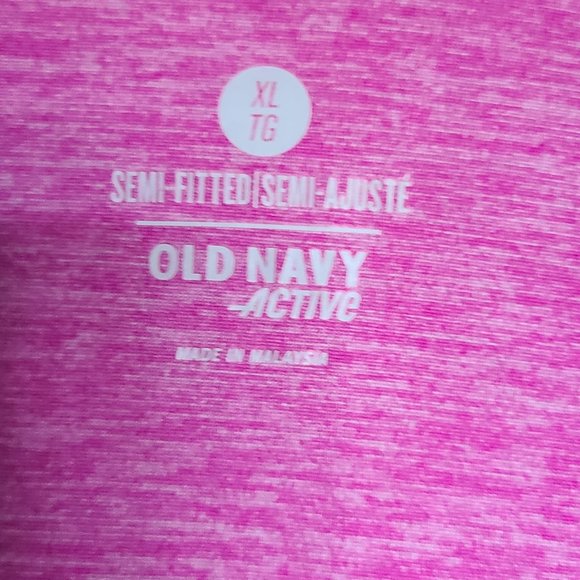 XL
TG
SEMI-FITTED|SEMI-AJUSTÉ
OLD NAVY
ACTIVE
MADE IN MALAYSIA